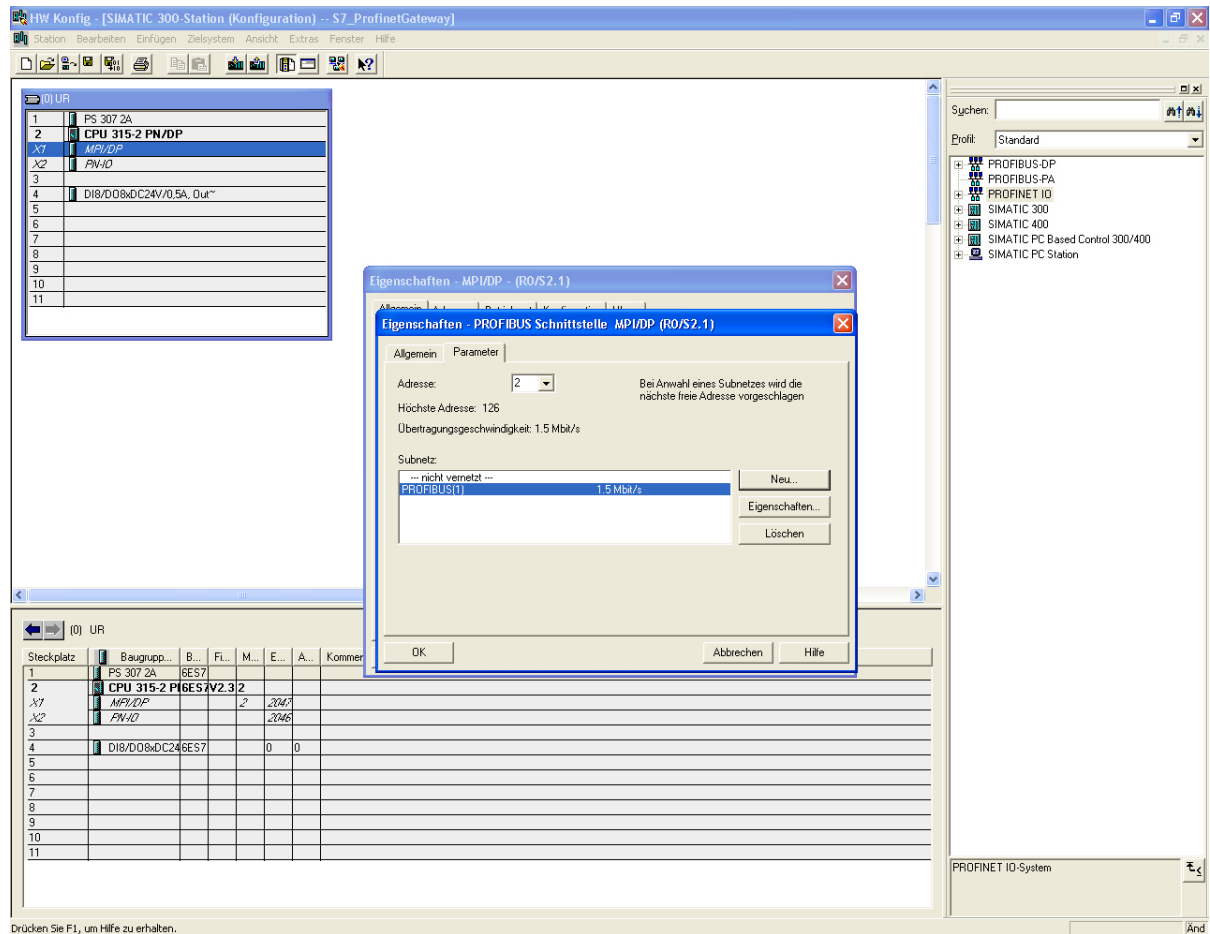 HW Konfig - [SIMATIC 300-Station (Konfiguration) -- S7_ProfinetGateway]
Station Bearbeiten Einfügen Zielsystem Ansicht Extras Fenster Hilfe
(0) UR
1 PS 307 2A
2 CPU 315-2 PN/DP
X1 MPI/DP
X2 PN-IO
3
4 DI8/DO8xDC24V/0,5A, Out~
5
6
7
8
9
10
11
Suchen:
Profil: Standard
PROFIBUS-DP
PROFIBUS-PA
PROFINET IO
SIMATIC 300
SIMATIC 400
SIMATIC PC Based Control 300/400
SIMATIC PC Station
Eigenschaften - MPI/DP - (R0/S2.1)
Eigenschaften - PROFIBUS Schnittstelle MPI/DP (R0/S2.1)
Allgemein Parameter
Adresse: 2
Bei Anwahl eines Subnetzes wird die
nächste freie Adresse vorgeschlagen
Höchste Adresse: 126
Übertragungsgeschwindigkeit: 1.5 Mbit/s
Subnetz:
--- nicht vernetzt ---
PROFIBUS(1) 1.5 Mbit/s
Neu...
Eigenschaften...
Löschen
OK Abbrechen Hilfe
(0) UR
Steckplatz Baugrupp... B... Fi... M... E... A... Kommer
1 PS 307 2A 6ES7
2 CPU 315-2 P 6ES7 V2.3 2
X1 MPI/DP 2 2047
X2 PN-IO 2046
3
4 DI8/DO8xDC24 6ES7 0 0
5
6
7
8
9
10
11
PROFINET IO-System
Drücken Sie F1, um Hilfe zu erhalten.
Änd